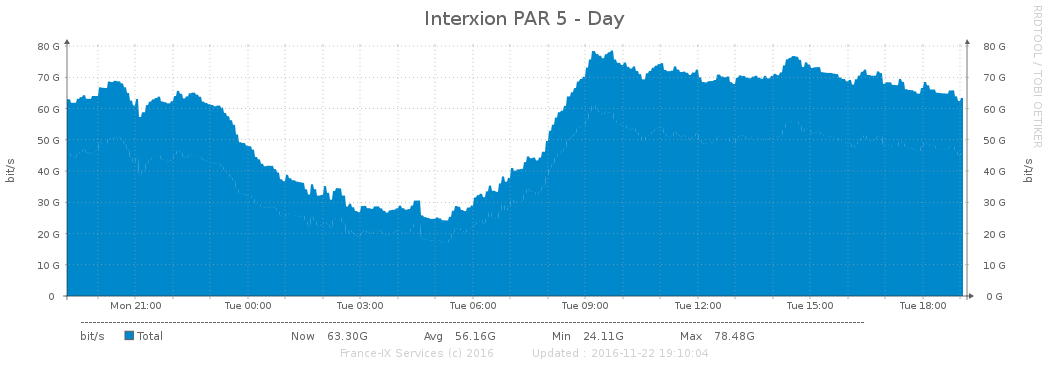 Interxion PAR 5 - Day
RRDTOOL / TOBI OETIKER
bit/s
80 G
70 G
60 G
50 G
40 G
30 G
20 G
10 G
0
80 G
70 G
60 G
50 G
40 G
30 G
20 G
10 G
0 G
bit/s
Mon 21:00 Tue 00:00 Tue 03:00 Tue 06:00 Tue 09:00 Tue 12:00 Tue 15:00 Tue 18:00
bit/s Total Now 63.30G Avg 56.16G Min 24.11G Max 78.48G
France-IX Services (c) 2016 Updated : 2016-11-22 19:10:04